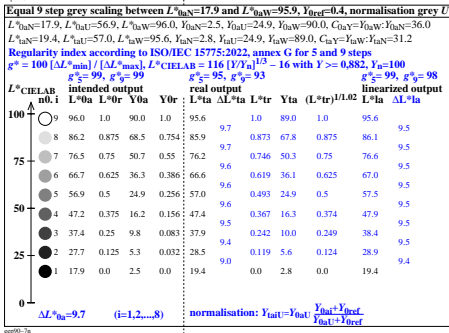 Equal 9 step grey scaling between L*0aN=17.9 and L*0aW=95.9, Y0ref=0.4, normalisation grey U
L*0aN=17.9, L*0aU=56.9, L*0aW=96.0, Y0aN=2.5, Y0aU=24.9, Y0aW=90.0, C0aY=Y0aW:Y0aN=36.0
L*taN=19.4, L*taU=57.0, L*taW=95.6, YtaN=2.8, YtaU=24.9, YtaW=89.0, CtaY=YtaW:YtaN=31.2
Regularity index according to ISO/IEC 15775:2022, annex G for 5 and 9 steps
g* = 100 [ΔL*min] / [ΔL*max], L*CIELAB = 116 [Y/Yn]1/3 − 16 with Y >= 0,882, Yn=100
g*5= 99, g*9= 99 g*5= 95, g*9= 93 g*5= 99, g*9= 98
L*CIELAB intended output real output linearized output
n0. i L*0a L*0r Y0a Y0r L*ta ΔL*ta L*tr Yta (L*tr)1/1.02 L*la ΔL*la
100 9 96.0 1.0 90.0 1.0 95.6 1.0 89.0 1.0 95.6
9.7 9.5
8 86.2 0.875 68.5 0.754 85.9 0.873 67.8 0.875 86.1
9.7 9.5
75 7 76.5 0.75 50.7 0.55 76.2 0.746 50.3 0.75 76.6
9.6 9.5
6 66.7 0.625 36.3 0.386 66.6 0.619 36.1 0.625 67.0
9.6 9.5
50 5 56.9 0.5 24.9 0.256 57.0 0.493 24.9 0.5 57.5
9.6 9.5
4 47.2 0.375 16.2 0.156 47.4 0.367 16.3 0.374 47.9
9.4 9.5
3 37.4 0.25 9.8 0.083 37.9 0.242 10.0 0.249 38.4
9.4 9.5
25 2 27.7 0.125 5.3 0.032 28.5 0.119 5.6 0.124 28.9
9.0 9.4
1 17.9 0.0 2.5 0.0 19.4 0.0 2.8 0.0 19.4
0
ΔL*0a=9.7 (i=1,2,...,8) normalisation: YtaiU=Y0aU Y0ai+Y0ref
Y0aU+Y0ref